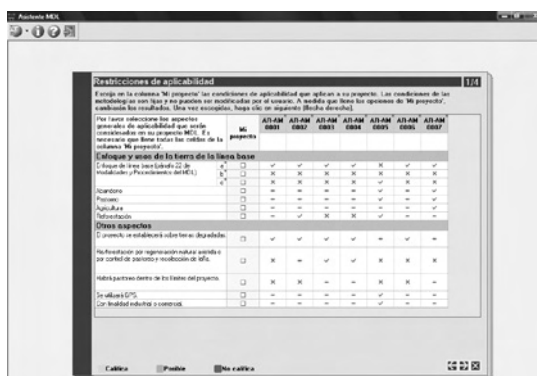 Asistente MDL
Restricciones de aplicabilidad 1/4
Escoja en la columna 'Mi proyecto' las condiciones de aplicabilidad que aplican a su proyecto. Las condiciones de las
metodologías son fijas y no pueden ser modificadas por el usuario. A medida que llene las opciones de 'Mi proyecto',
cambiarán los resultados. Una vez escogidas, haga clic en siguiente (flecha derecha).
Por favor seleccione los aspectos
generales de aplicabilidad que serán
considerados en su proyecto MDL. Es
necesario que llene todas las celdas de la
columna 'Mi proyecto'.
Mi proyecto AR-AM 0001 AR-AM 0002 AR-AM 0003 AR-AM 0004 AR-AM 0005 AR-AM 0006 AR-AM 0007
Enfoque y usos de la tierra de la línea base
Enfoque de línea base (párrafo 22 de a
Modalidades y Procedimientos del MDL) b
c
Abandono
Pastoreo
Agricultura
Reforestación
Otros aspectos
El proyecto se establecerá sobre tierras degradadas.
Reforestación por regeneración natural asistida o
por control de pastoreo y recolección de leña.
Habrá pastoreo dentro de los límites del proyecto.
Se utilizará GPS.
Con finalidad industrial o comercial.
Califica Posible No califica